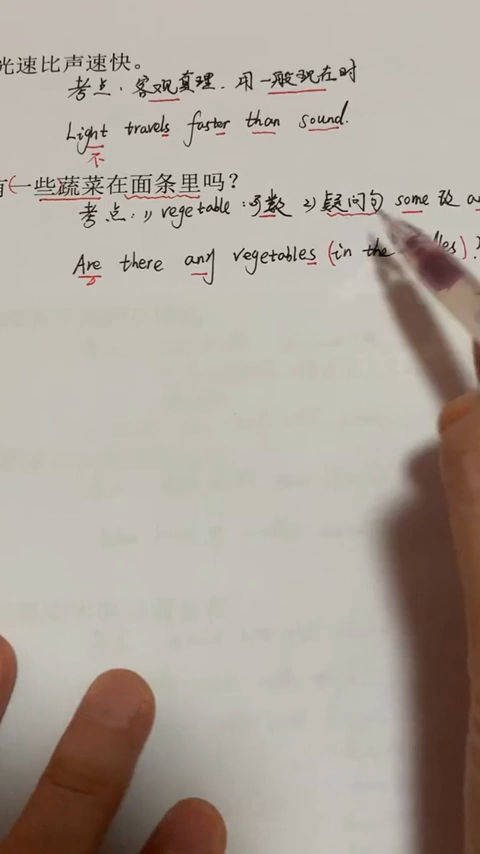 光速比声速快。
考点:客观真理,用一般现在时
Light travels faster than sound.
不
有(一些蔬菜在面条里吗?
考点:1) vegetable:可数 2)疑问句 some 改
Are there any vegetables (in the